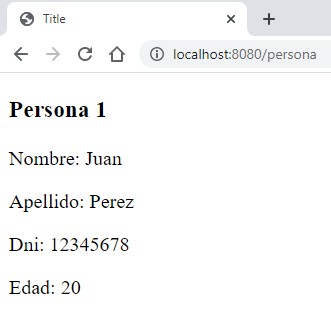 Title
localhost:8080/persona
Persona 1
Nombre: Juan
Apellido: Perez
Dni: 12345678
Edad: 20